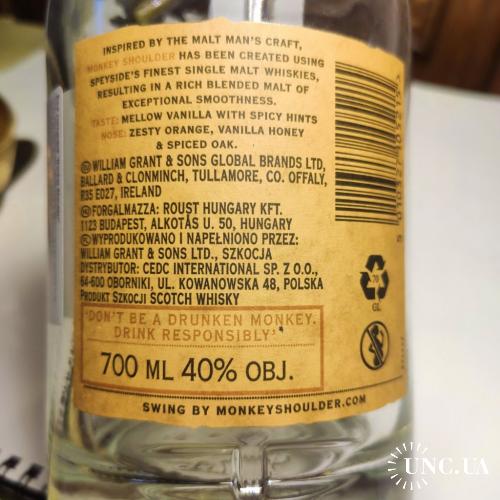 INSPIRED BY THE MALT MAN'S CRAFT,
MONKEY SHOULDER HAS BEEN CREATED USING
SPEYSIDE'S FINEST SINGLE MALT WHISKIES,
RESULTING IN A RICH BLENDED MALT OF
EXCEPTIONAL SMOOTHNESS.
TASTE: MELLOW VANILLA WITH SPICY HINTS
NOSE: ZESTY ORANGE, VANILLA HONEY
& SPICED OAK.
WILLIAM GRANT & SONS GLOBAL BRANDS LTD,
BALLARD & CLONMINCH, TULLAMORE, CO. OFFALY,
R35 ED27, IRELAND
FORGALMAZZA: ROUST HUNGARY KFT.
1123 BUDAPEST, ALKOTÁS U. 50, HUNGARY
WYPRODUKOWANO I NAPEŁNIONO PRZEZ:
WILLIAM GRANT & SONS LTD., SZKOCJA
DYSTRYBUTOR: CEDC INTERNATIONAL SP. Z O.O.,
64-600 OBORNIKI, UL. KOWANOWSKA 48, POLSKA
PRODUKT SZKOCJI SCOTCH WHISKY
'DON'T BE A DRUNKEN MONKEY.
DRINK RESPONSIBLY'
700 ML 40% OBJ.
SWING BY MONKEYSHOULDER.COM
70
GL
UNC.UA